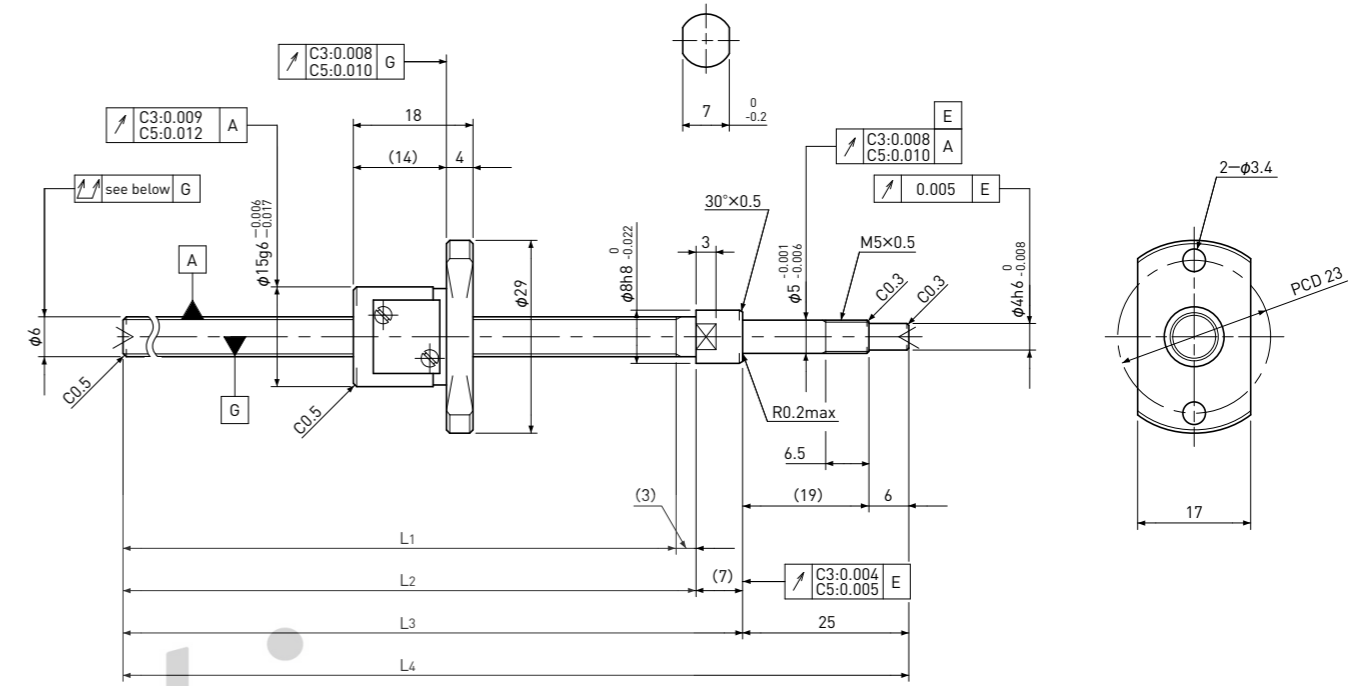 C3:0.008
C5:0.010
G
C3:0.009
C5:0.012
A
see below
G
18
(14)
4
7
0
-0.2
E
C3:0.008
C5:0.010
A
0.005
E
2-φ3.4
30°×0.5
3
M5×0.5
φ15g6 -0.006
-0.017
φ8h8 0
-0.022
φ5 -0.001
-0.006
C0.3
C0.3
φ4h6 0
-0.008
PCD 23
A
φ6
φ29
C0.5
G
C0.5
R0.2max
6.5
(3)
(19)
6
17
L1
L2
(7)
C3:0.004
C5:0.005
E
L3
25
L4